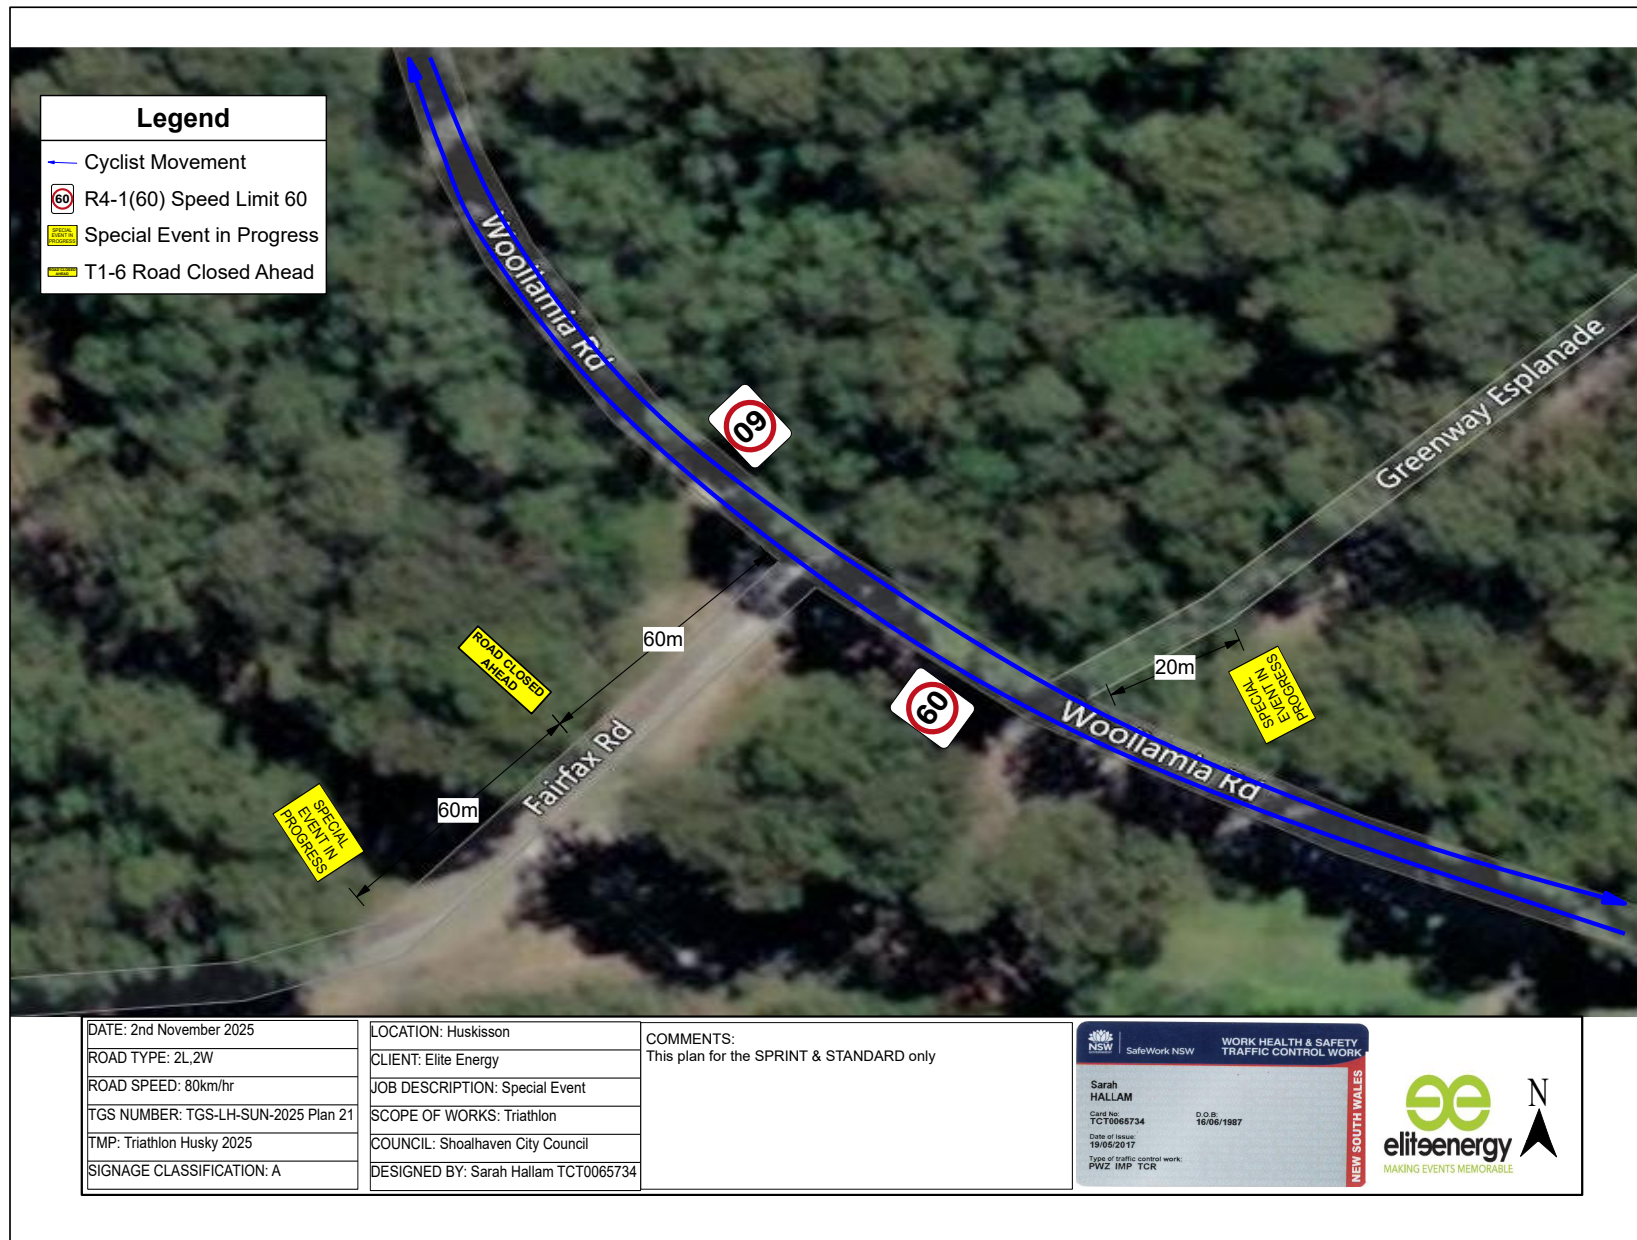 Legend
Cyclist Movement
60
R4-1(60) Speed Limit 60
SPECIAL
EVENT IN
PROGRESS
Special Event in Progress
ROAD CLOSED
AHEAD
T1-6 Road Closed Ahead
Woollamia Rd
60
Greenway Esplanade
60m
ROAD CLOSED
AHEAD
20m
SPECIAL
EVENT IN
PROGRESS
60
Woollamia Rd
Fairfax Rd
60m
SPECIAL
EVENT IN
PROGRESS
DATE: 2nd November 2025
ROAD TYPE: 2L,2W
ROAD SPEED: 80km/hr
TGS NUMBER: TGS-LH-SUN-2025 Plan 21
TMP: Triathlon Husky 2025
SIGNAGE CLASSIFICATION: A
LOCATION: Huskisson
CLIENT: Elite Energy
JOB DESCRIPTION: Special Event
SCOPE OF WORKS: Triathlon
COUNCIL: Shoalhaven City Council
DESIGNED BY: Sarah Hallam TCT0065734
COMMENTS:
This plan for the SPRINT & STANDARD only
NSW
SafeWork NSW
WORK HEALTH & SAFETY
TRAFFIC CONTROL WORK
Sarah
HALLAM
Card No:
TCT0065734
D.O.B:
16/06/1987
Date of Issue:
19/05/2017
Type of traffic control work:
PWZ IMP TCR
NEW SOUTH WALES
eliteenergy
MAKING EVENTS MEMORABLE
N